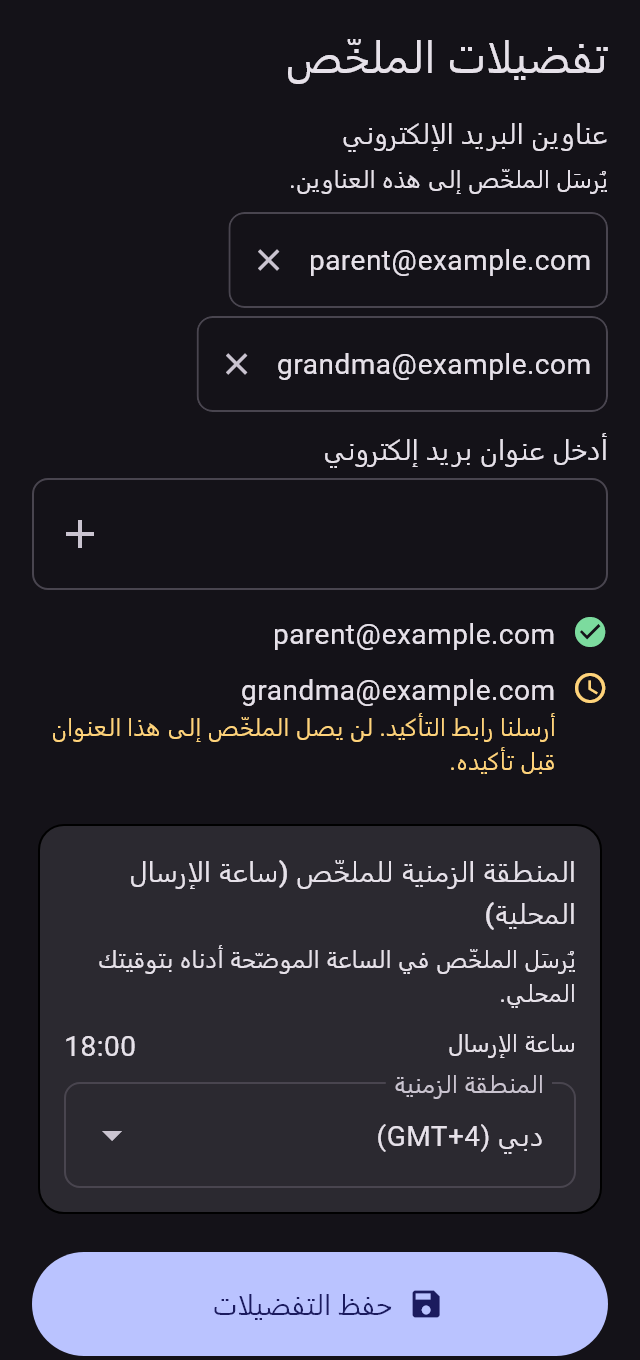 تفضيلات الملخّص
عناوين البريد الإلكتروني
يُرسَل الملخّص إلى هذه العناوين.
parent@example.com
grandma@example.com
أدخل عنوان بريد إلكتروني
parent@example.com
grandma@example.com
أرسلنا رابط التأكيد. لن يصل الملخّص إلى هذا العنوان
قبل تأكيده.
المنطقة الزمنية للملخّص (ساعة الإرسال
المحلية)
يُرسَل الملخّص في الساعة الموضّحة أدناه بتوقيتك
المحلي.
ساعة الإرسال 18:00
المنطقة الزمنية
دبي (GMT+4)
حفظ التفضيلات